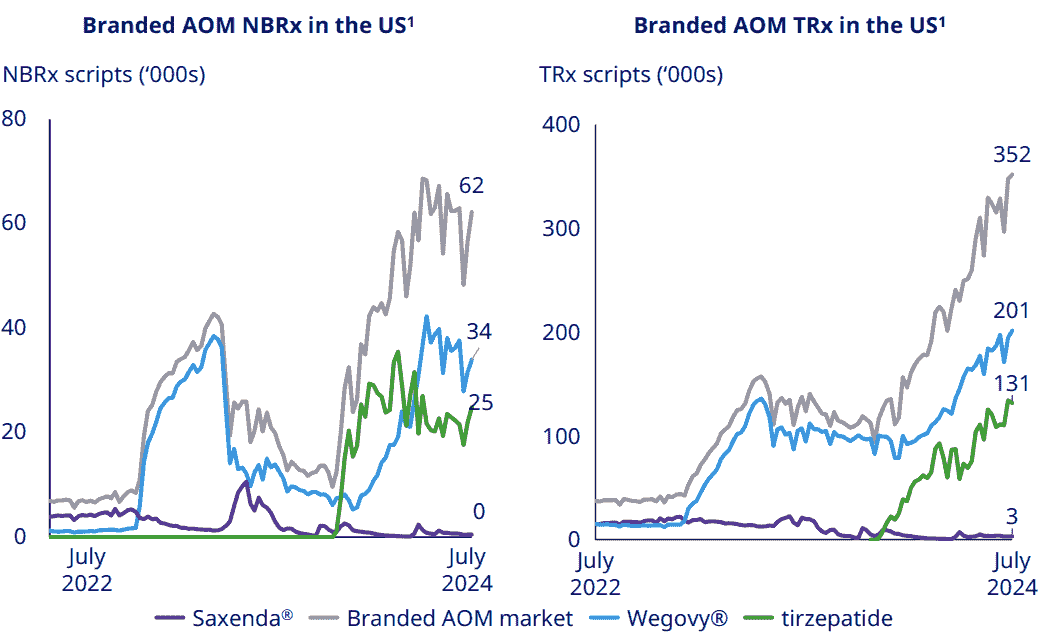 Branded AOM NBRx in the US¹
NBRx scripts (‘000s)
80
60
40
20
0
62
34
25
0
July
2022
July
2024
Branded AOM TRx in the US¹
TRx scripts (‘000s)
400
300
200
100
0
352
201
131
3
July
2022
July
2024
Saxenda® Branded AOM market Wegovy® tirzepatide